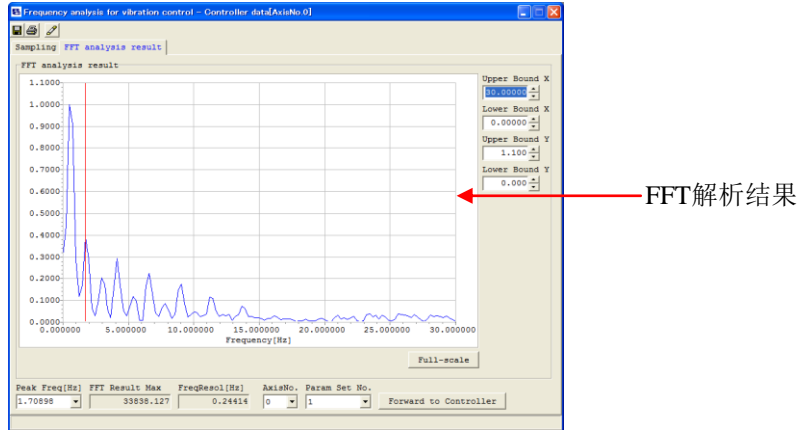 Frequency analysis for vibration control - Controller data[AxisNo.0]
Sampling FFT analysis result
FFT analysis result
1.1000
1.0000
0.9000
0.8000
0.7000
0.6000
0.5000
0.4000
0.3000
0.2000
0.1000
0.0000
0.000000 5.000000 10.000000 15.000000 20.000000 25.000000 30.000000
Frequency[Hz]
Upper Bound X
30.00000
Lower Bound X
0.00000
Upper Bound Y
1.100
Lower Bound Y
0.000
FFT解析结果
Full-scale
Peak Freq[Hz] FFT Result Max FreqResol[Hz] AxisNo. Param Set No.
1.70898 33838.127 0.24414 0 1 Forward to Controller